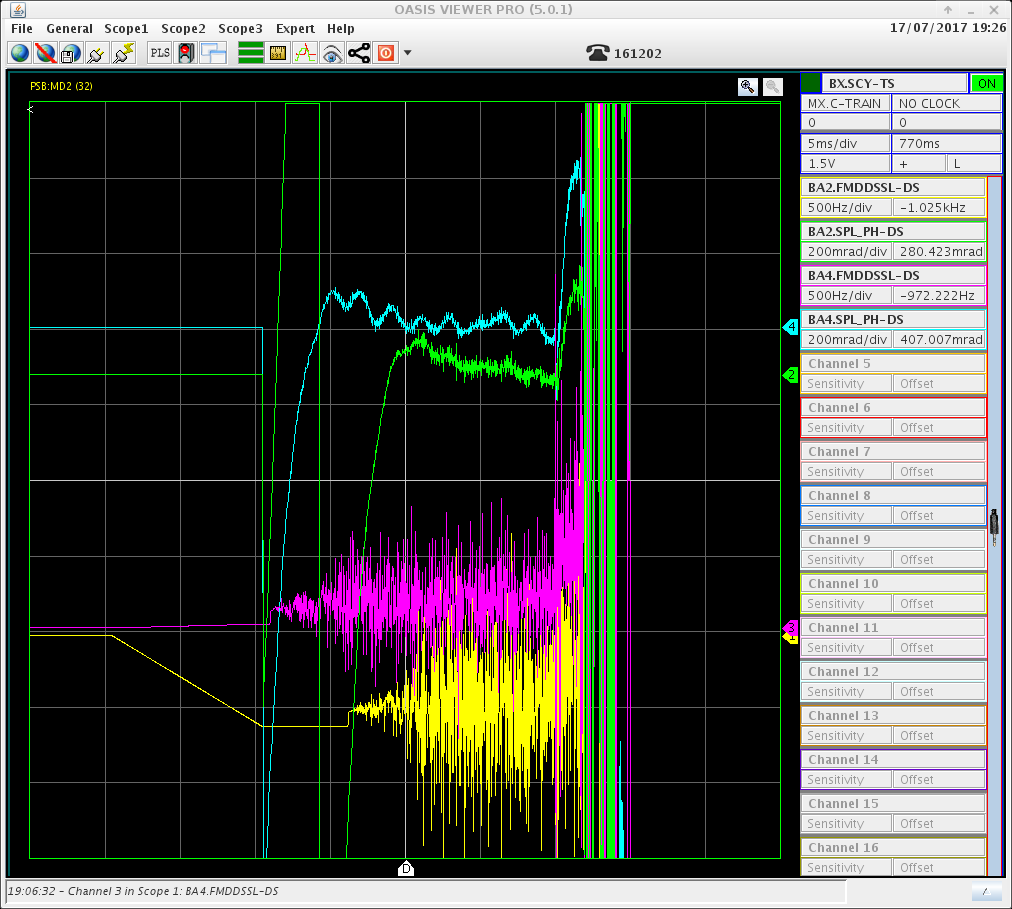 OASIS VIEWER PRO (5.0.1)
File General Scope1 Scope2 Scope3 Expert Help 17/07/2017 19:26
PLS 161202
PSB:MD2 (32)
<
BX.SCY-TS ON
MX.C-TRAIN NO CLOCK
0 0
5ms/div 770ms
1.5V + L
BA2.FMDDSSL-DS
500Hz/div -1.025kHz
BA2.SPL_PH-DS
200mrad/div 280.423mrad
BA4.FMDDSSL-DS
500Hz/div -972.222Hz
BA4.SPL_PH-DS
200mrad/div 407.007mrad
4
2
3
1
Channel 5
Sensitivity Offset
Channel 6
Sensitivity Offset
Channel 7
Sensitivity Offset
Channel 8
Sensitivity Offset
Channel 9
Sensitivity Offset
Channel 10
Sensitivity Offset
Channel 11
Sensitivity Offset
Channel 12
Sensitivity Offset
Channel 13
Sensitivity Offset
Channel 14
Sensitivity Offset
Channel 15
Sensitivity Offset
Channel 16
Sensitivity Offset
D
19:06:32 - Channel 3 in Scope 1: BA4.FMDDSSL-DS